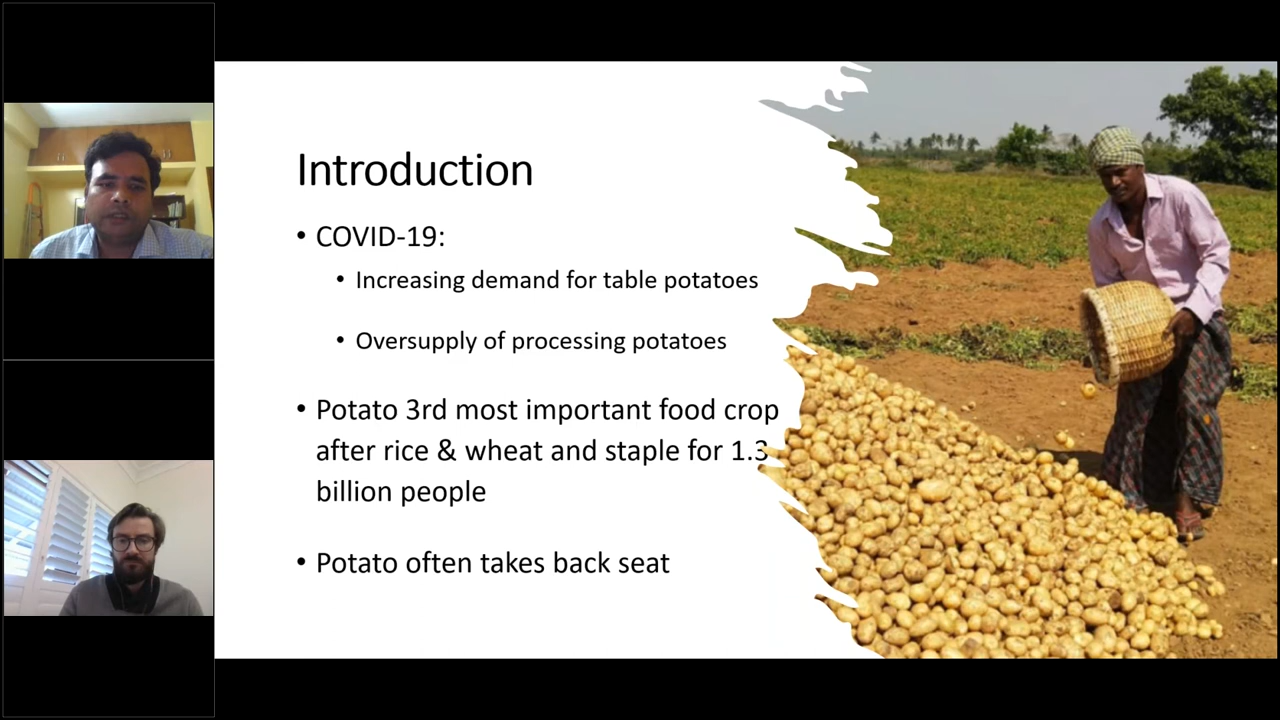 Introduction
• COVID-19:
• Increasing demand for table potatoes
• Oversupply of processing potatoes
• Potato 3rd most important food crop
after rice & wheat and staple for 1.3
billion people
• Potato often takes back seat